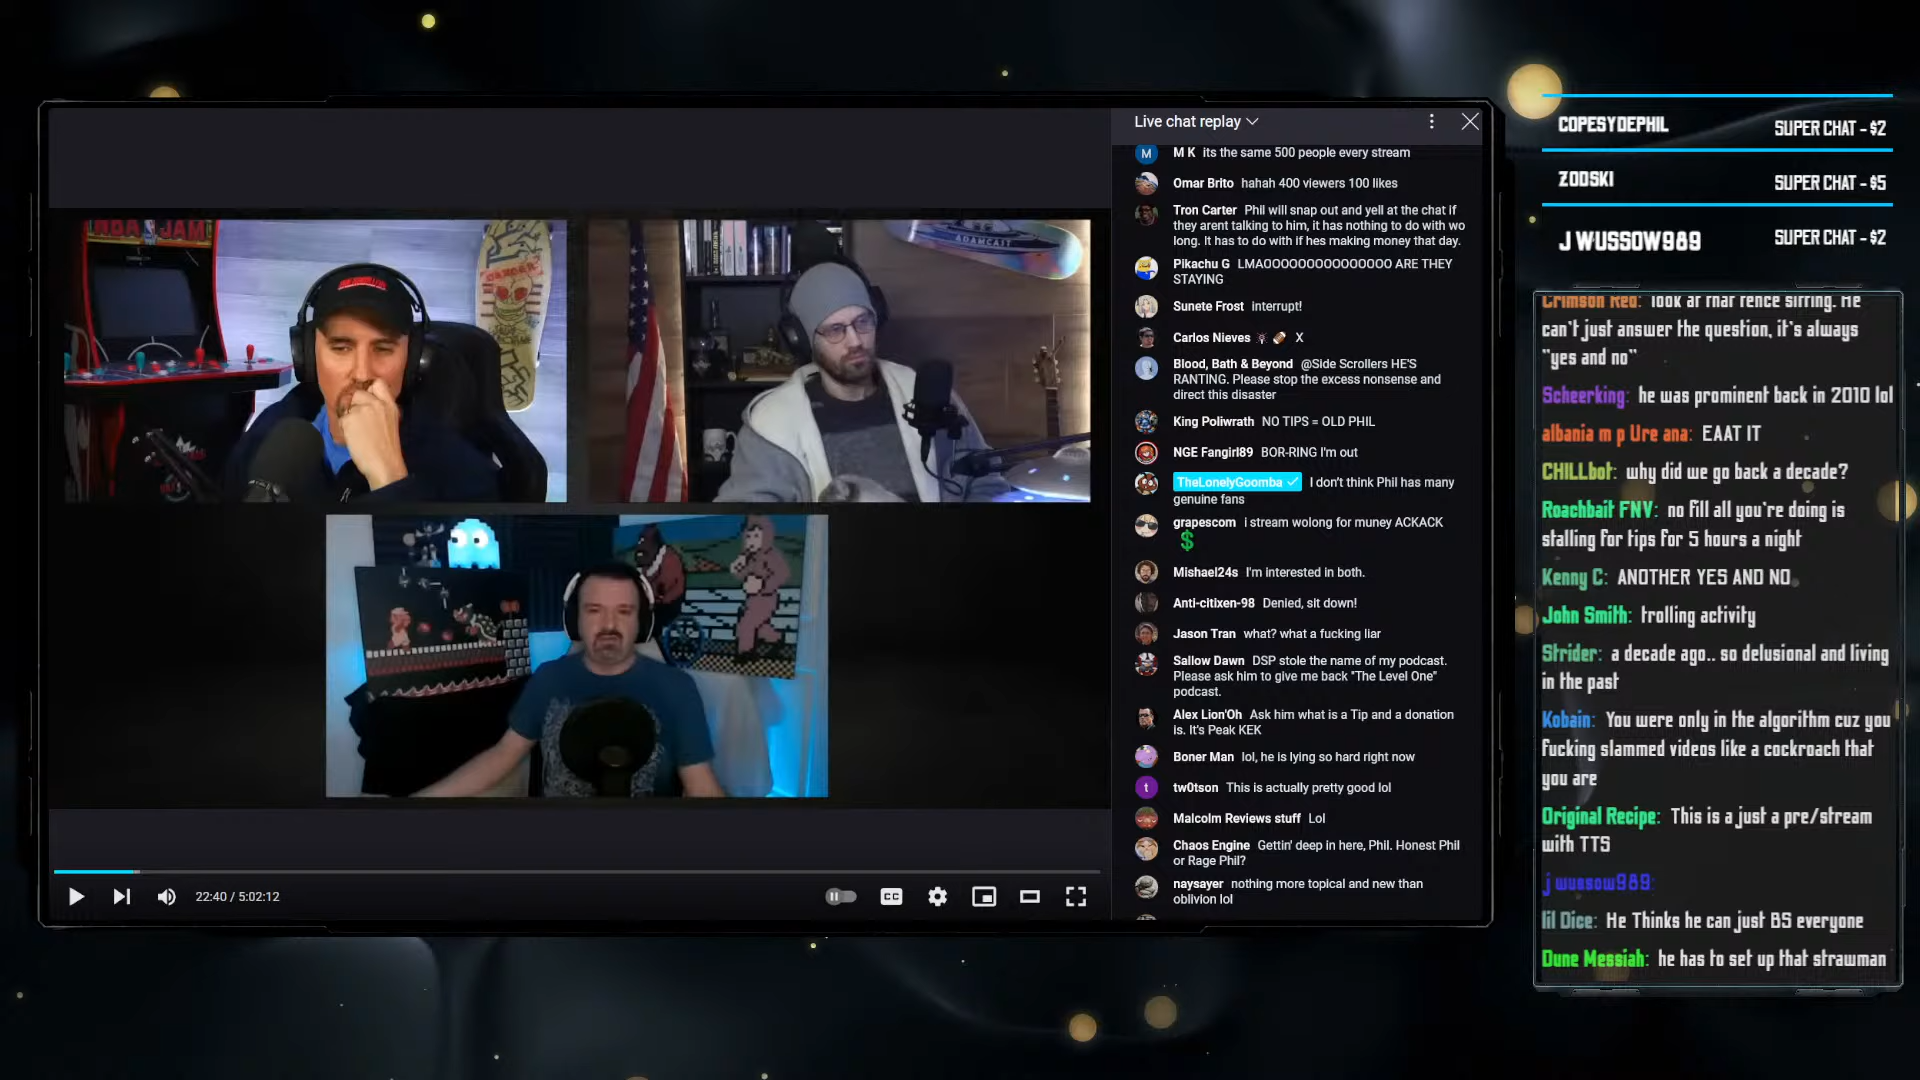 NBA JAM
ADAMCAST
Live chat replay
M K its the same 500 people every stream
Omar Brito hahah 400 viewers 100 likes
Tron Carter Phil will snap out and yell at the chat if
they arent talking to him, it has nothing to do with wo
long. It has to do with if hes making money that day.
Pikachu G LMAOOOOOOOOOOOOOOO ARE THEY
STAYING
Sunete Frost interrupt!
Carlos Nieves X
Blood, Bath & Beyond @Side Scrollers HE'S
RANTING. Please stop the excess nonsense and
direct this disaster
King Poliwrath NO TIPS = OLD PHIL
NGE Fangirl89 BOR-RING I'm out
TheLonelyGoomba I don't think Phil has many
genuine fans
grapescom i stream wolong for muney ACKACK
$
Mishael24s I'm interested in both.
Anti-citixen-98 Denied, sit down!
Jason Tran what? what a fucking liar
Sallow Dawn DSP stole the name of my podcast.
Please ask him to give me back "The Level One"
podcast.
Alex Lion'Oh Ask him what is a Tip and a donation
is. It's Peak KEK
Boner Man lol, he is lying so hard right now
t tw0tson This is actually pretty good lol
Malcolm Reviews stuff Lol
Chaos Engine Gettin' deep in here, Phil. Honest Phil
or Rage Phil?
naysayer nothing more topical and new than
oblivion lol
22:40 / 5:02:12
CC
COPESYDEPHIL SUPER CHAT - $2
ZODSKI SUPER CHAT - $5
J WUSSOW989 SUPER CHAT - $2
Crimson Red: look at that fence sitting. He
can't just answer the question, it's always
"yes and no"
Scheerking: he was prominent back in 2010 lol
albania m p Ure ana: EAAT IT
CHILLbot: why did we go back a decade?
Roachbait FNV: no fill all you're doing is
stalling for tips for 5 hours a night
Kenny C: ANOTHER YES AND NO
John Smith: trolling activity
Strider: a decade ago.. so delusional and living
in the past
Kobain: You were only in the algorithm cuz you
fucking slammed videos like a cockroach that
you are
Original Recipe: This is a just a pre/stream
with TTS
j wussow989:
lil Dice: He Thinks he can just BS everyone
Dune Messiah: he has to set up that strawman